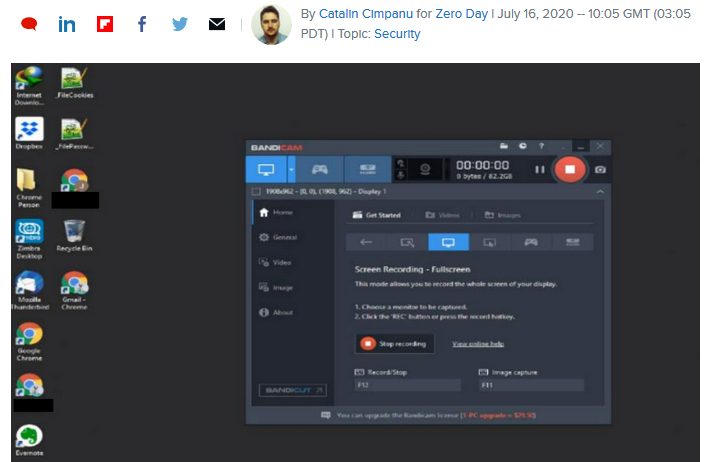 By Catalin Cimpanu for Zero Day | July 16, 2020 -- 10:05 GMT (03:05
PDT) | Topic: Security
Internet
Downlo...
_FileCookies
Dropbox
_FilePassw...
Chrome
Person
Zimbra
Desktop
Recycle Bin
Mozilla
Thunderbird
Gmail -
Chrome
Google
Chrome
Evernote
BANDICAM
00:00:00
0 bytes / 82.2GB
1908x962 - (0, 0), (1908, 962) - Display 1
Home
General
Video
Image
About
BANDICUT
Get Started
Videos
Images
Screen Recording - Fullscreen
This mode allows you to record the whole screen of your display.
1. Choose a monitor to be captured.
2. Click the 'REC' button or press the record hotkey.
Stop recording
View online help
Record/Stop
F12
Image capture
F11
You can upgrade the Bandicam license (1-PC upgrade =